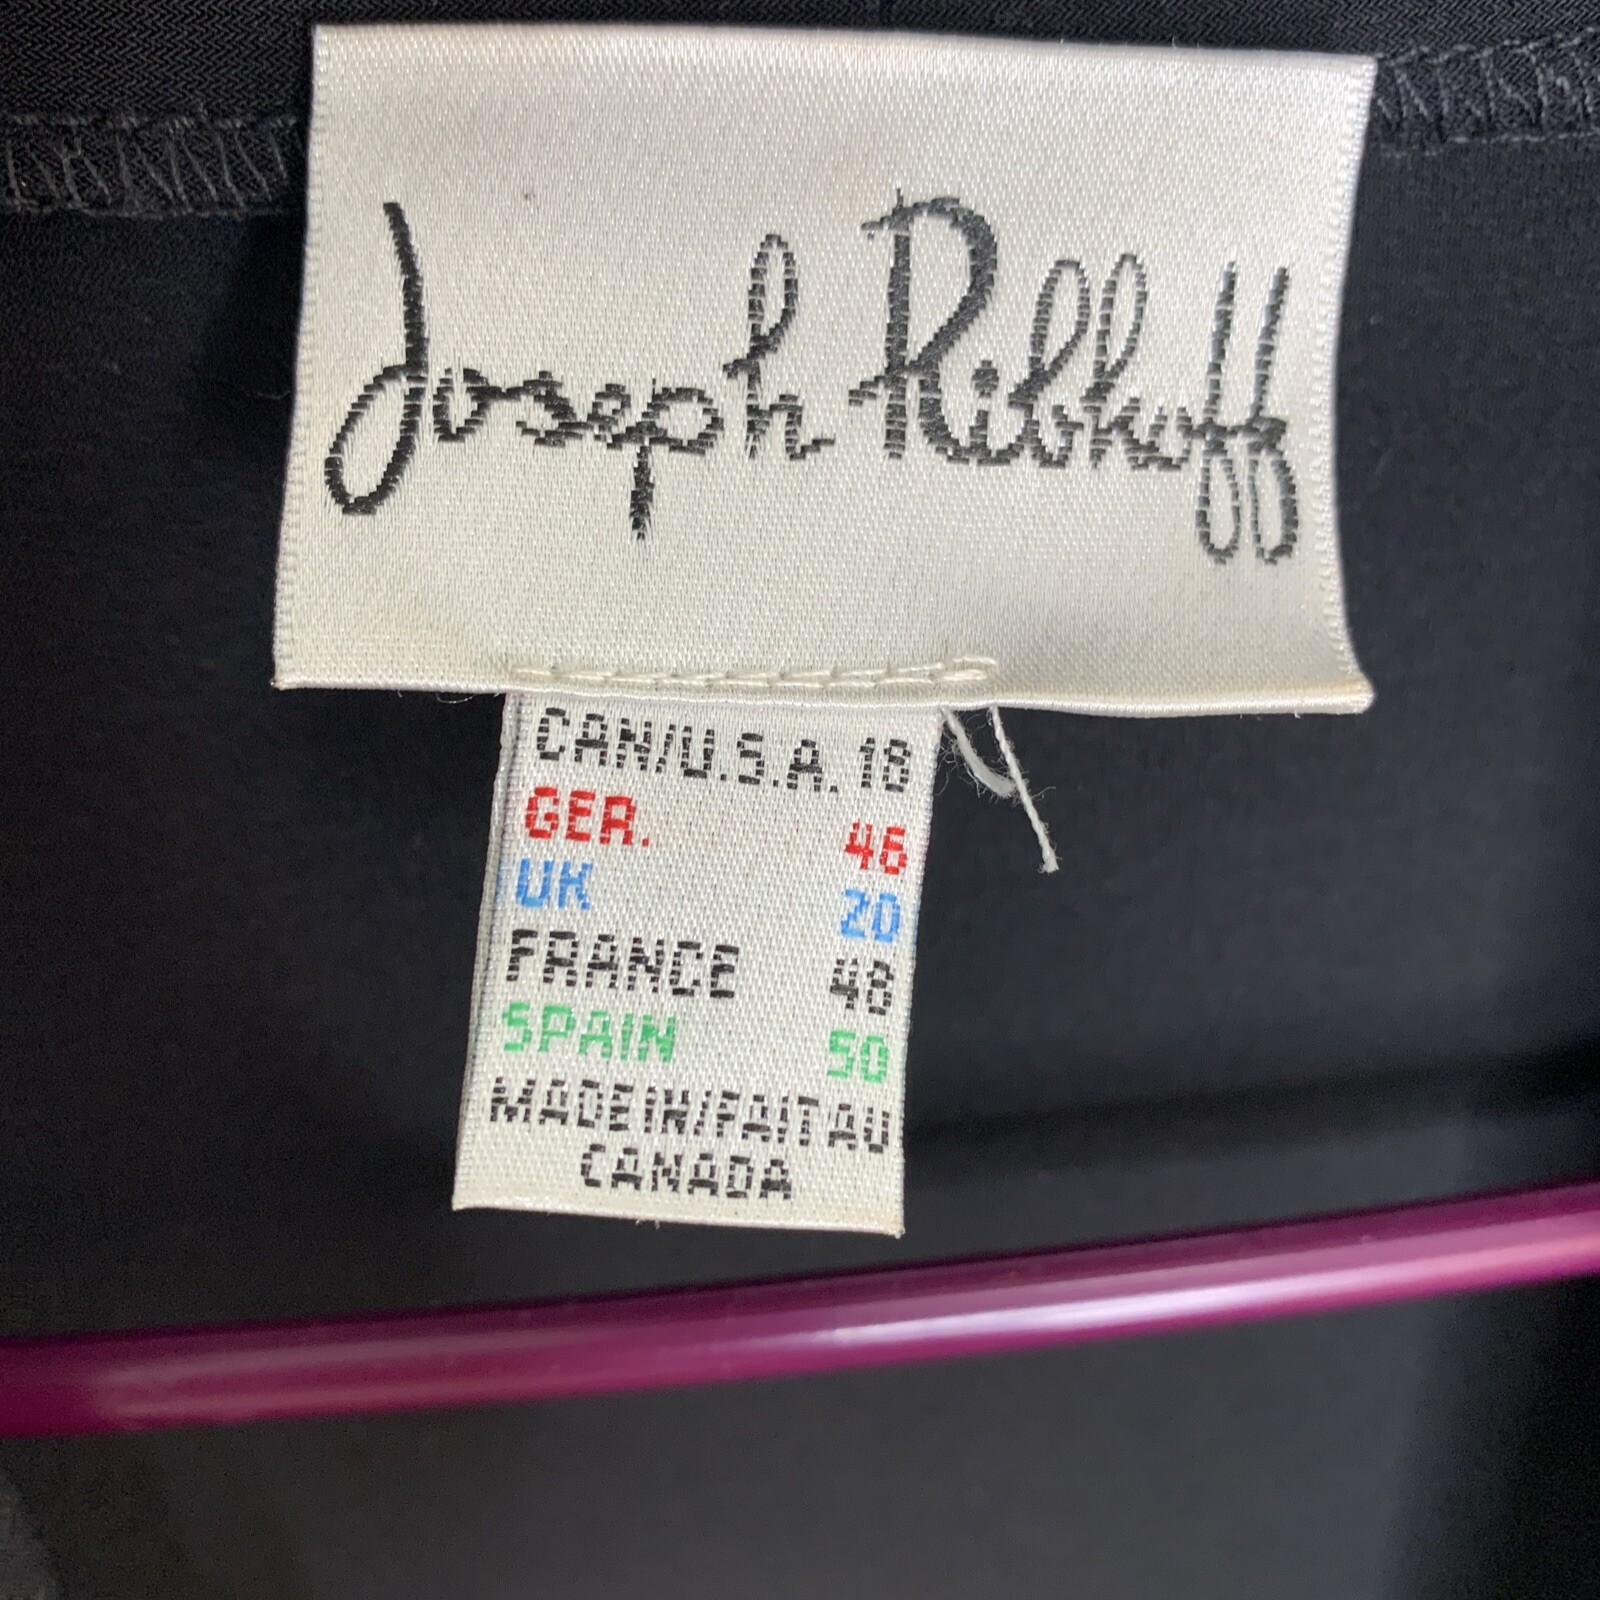 Joseph Ribkoff
CAN/U.S.A. 18
GER. 46
UK 20
FRANCE 48
SPAIN 50
MADE IN/FAIT AU
CANADA